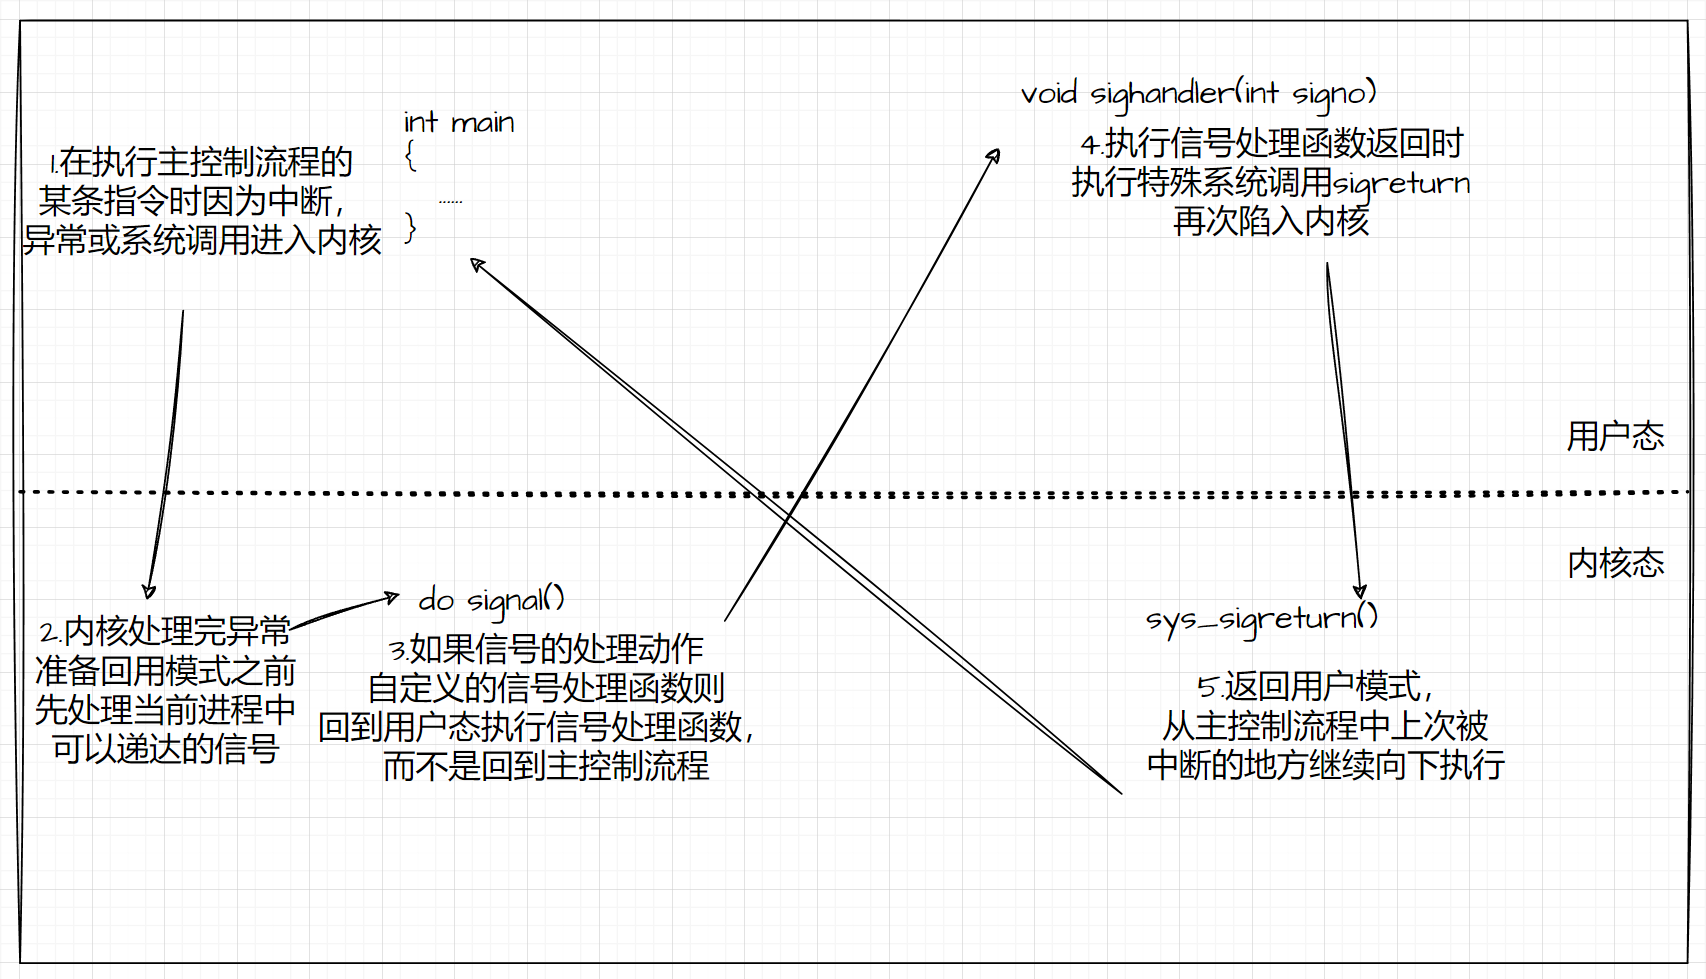 int main
{
......
}
1.在执行主控制流程的
某条指令时因为中断，
异常或系统调用进入内核
void sighandler(int signo)
4.执行信号处理函数返回时
执行特殊系统调用sigreturn
再次陷入内核
用户态
内核态
2.内核处理完异常
准备回用模式之前
先处理当前进程中
可以递达的信号
do signal()
3.如果信号的处理动作
自定义的信号处理函数则
回到用户态执行信号处理函数，
而不是回到主控制流程
sys_sigreturn()
5.返回用户模式，
从主控制流程中上次被
中断的地方继续向下执行